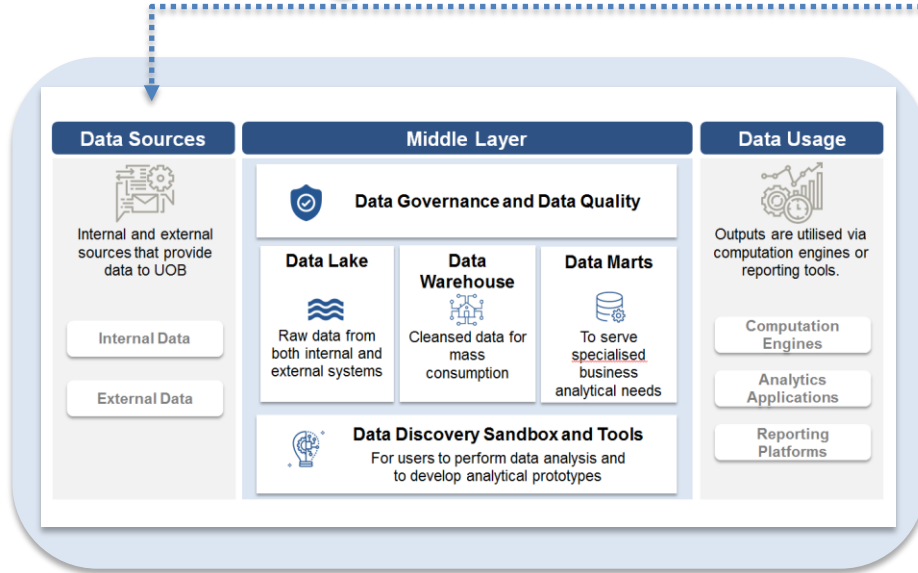 Data Sources
Internal and external
sources that provide
data to UOB
Internal Data
External Data
Middle Layer
Data Governance and Data Quality
Data Lake
Raw data from
both internal and
external systems
Data
Warehouse
Cleansed data for
mass
consumption
Data Marts
To serve
specialised
business
analytical needs
Data Discovery Sandbox and Tools
For users to perform data analysis and
to develop analytical prototypes
Data Usage
Outputs are utilised via
computation engines or
reporting tools.
Computation
Engines
Analytics
Applications
Reporting
Platforms